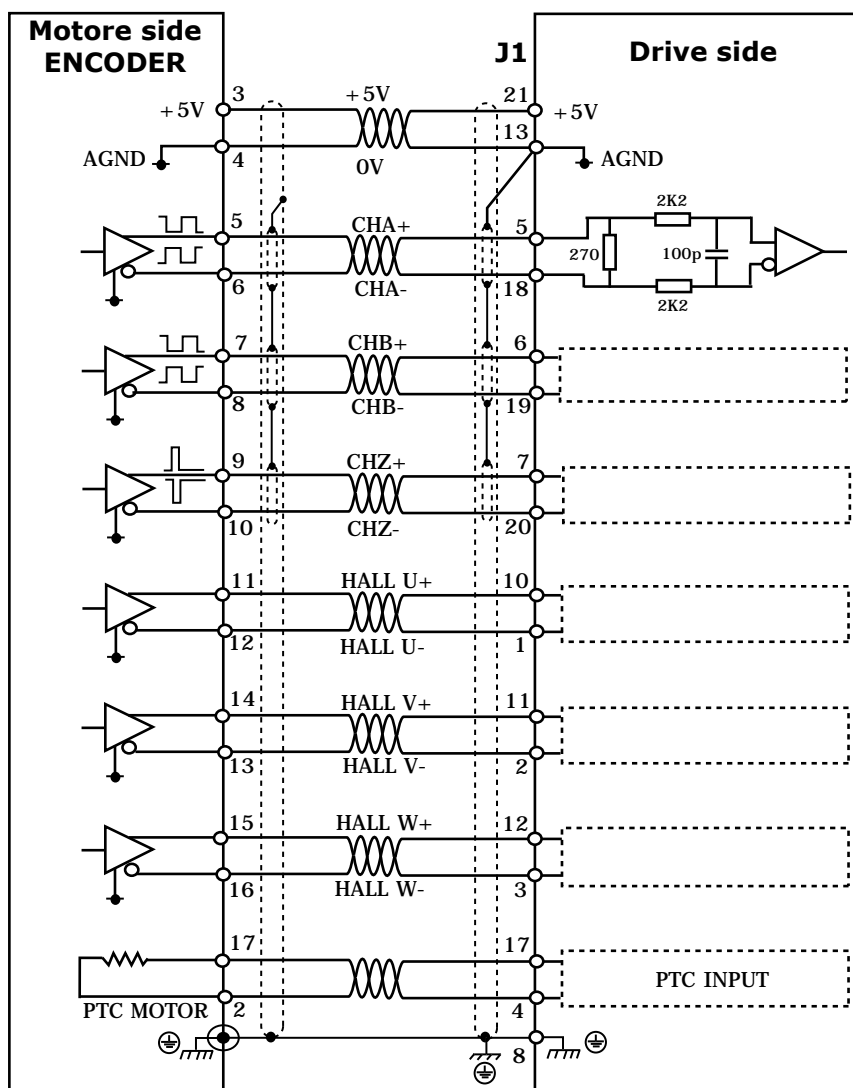 Motore side
ENCODER
J1
Drive side
+5V
3
+5V
21
+5V
AGND
4
0V
13
AGND
5
CHA+
5
2K2
270
100p
6
CHA-
18
2K2
7
CHB+
6
8
CHB-
19
9
CHZ+
7
10
CHZ-
20
11
HALL U+
10
12
HALL U-
1
14
HALL V+
11
13
HALL V-
2
15
HALL W+
12
16
HALL W-
3
17
17
PTC INPUT
PTC MOTOR
2
4
8